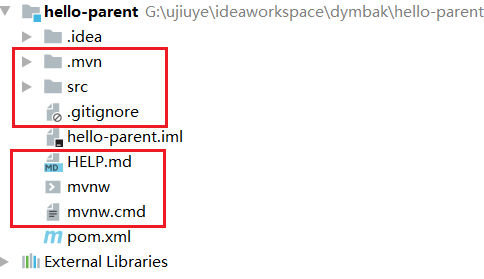 hello-parent G:\ujiuye\ideaworkspace\dymbak\hello-parent
.idea
.mvn
src
.gitignore
hello-parent.iml
MD HELP.md
mvnw
mvnw.cmd
m pom.xml
External Libraries